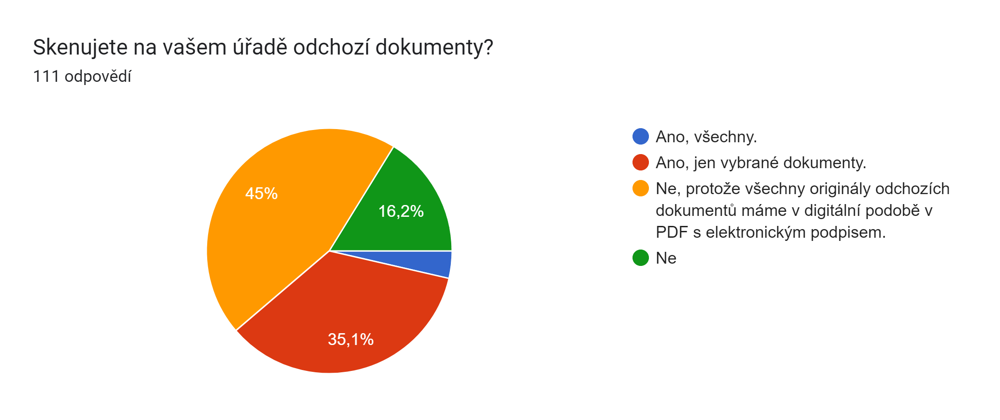 Skenujete na vašem úřadě odchozí dokumenty?
111 odpovědí
45%
16,2%
35,1%
Ano, všechny.
Ano, jen vybrané dokumenty.
Ne, protože všechny originály odchozích
dokumentů máme v digitální podobě v
PDF s elektronickým podpisem.
Ne